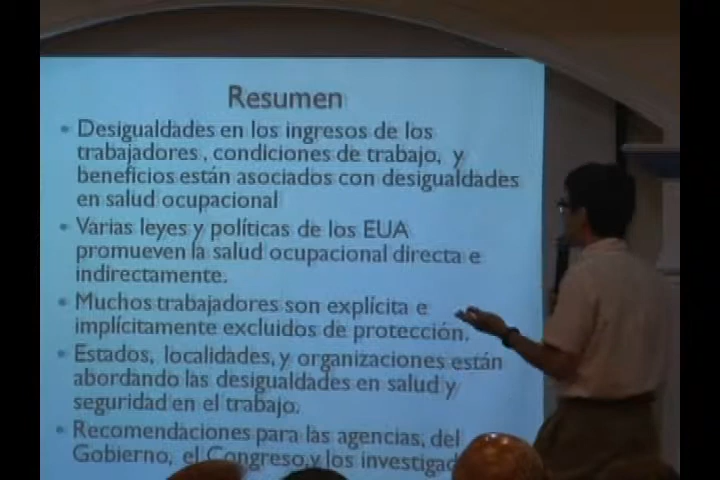 Resumen
• Desigualdades en los ingresos de los
trabajadores, condiciones de trabajo, y
beneficios están asociados con desigualdades
en salud ocupacional
• Varias leyes y políticas de los EUA
promueven la salud ocupacional directa e
indirectamente.
• Muchos trabajadores son explícita e
implícitamente excluidos de protección.
• Estados, localidades, y organizaciones están
abordando las desigualdades en salud y
seguridad en el trabajo.
• Recomendaciones para las agencias, del
Gobierno, el Congreso, y los